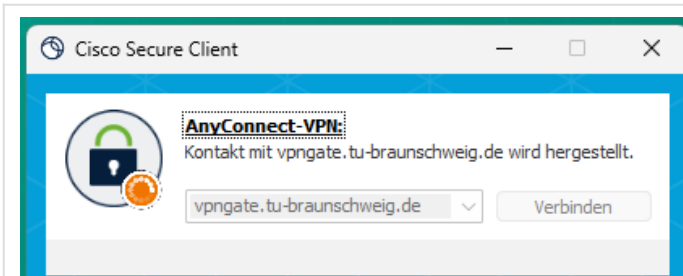 Cisco Secure Client
AnyConnect-VPN:
Kontakt mit vpngate.tu-braunschweig.de wird hergestellt.
vpngate.tu-braunschweig.de
Verbinden